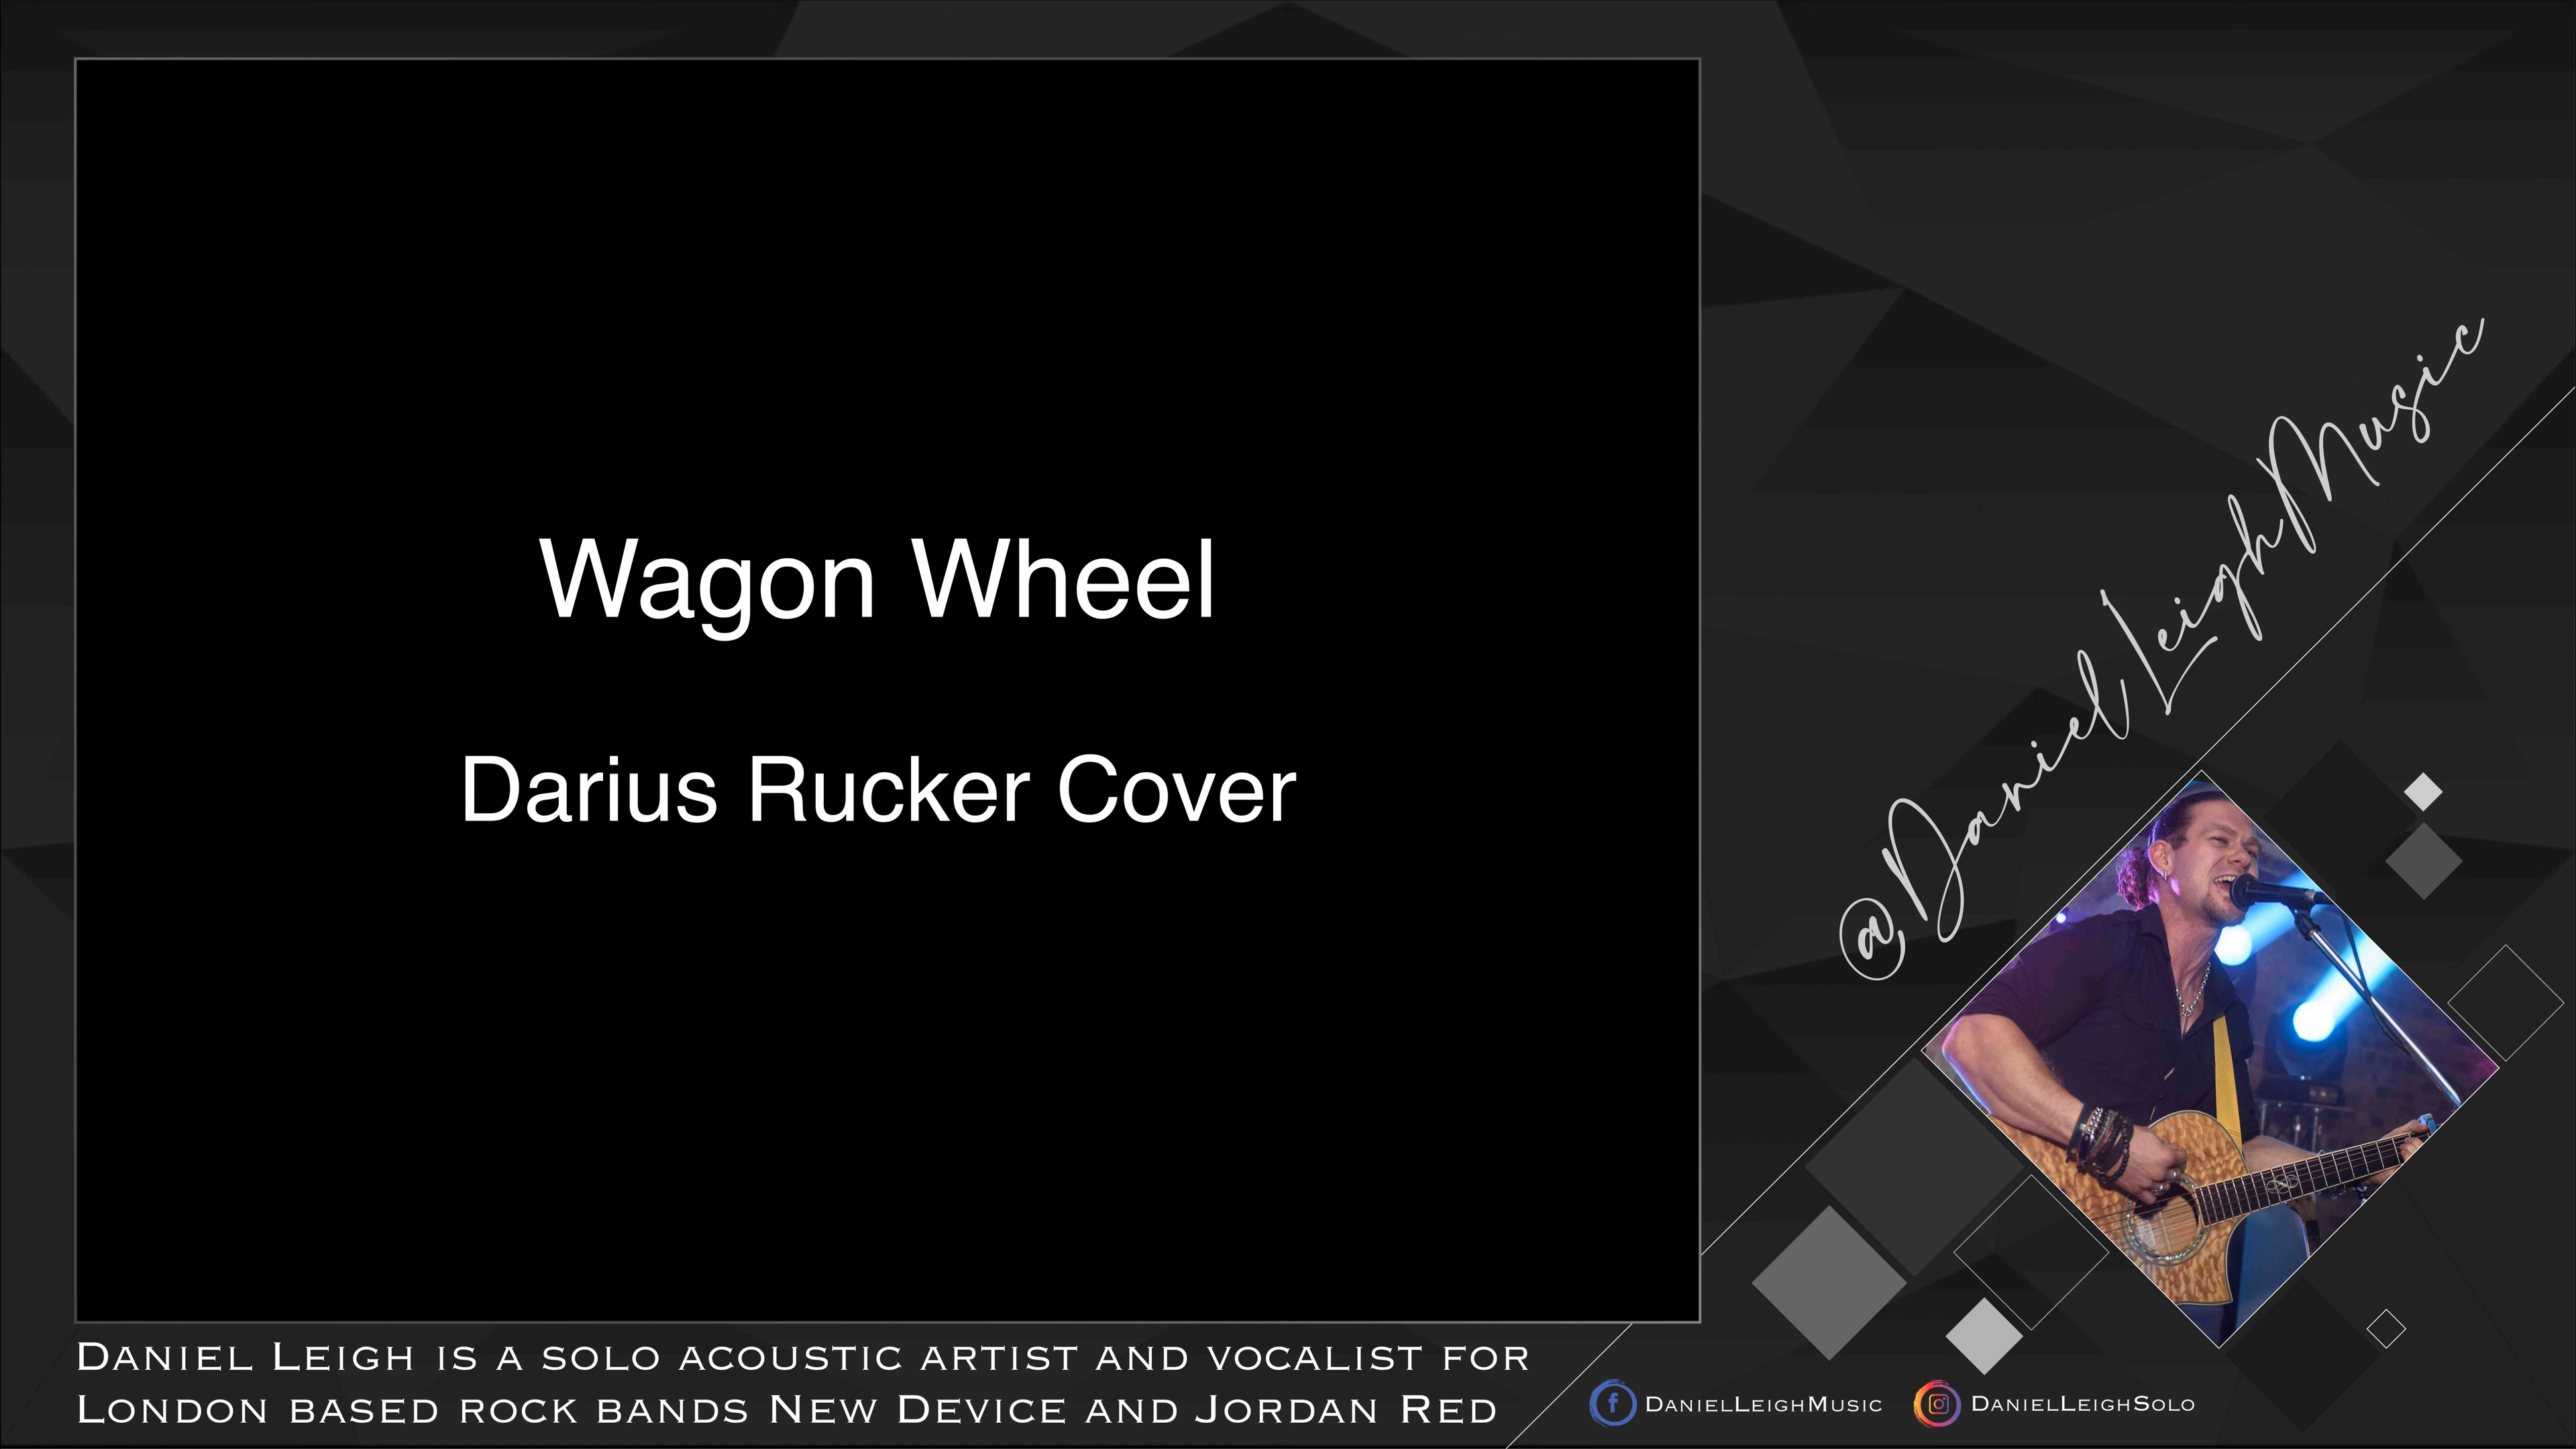 Wagon Wheel
Darius Rucker Cover
@DanielLeighMusic
Daniel Leigh is a solo acoustic artist and vocalist for
London based rock bands New Device and Jordan Red
DanielLeighMusic
DanielLeighSolo